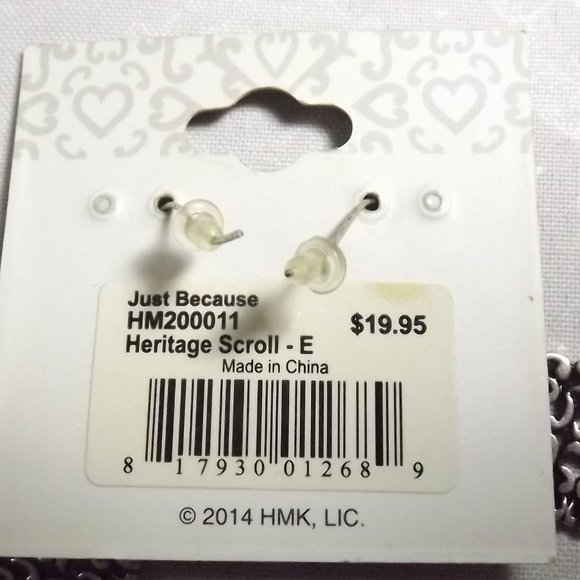 Just Because
HM200011 $19.95
Heritage Scroll - E
Made in China
8 17930 01268 9
© 2014 HMK, LIC.